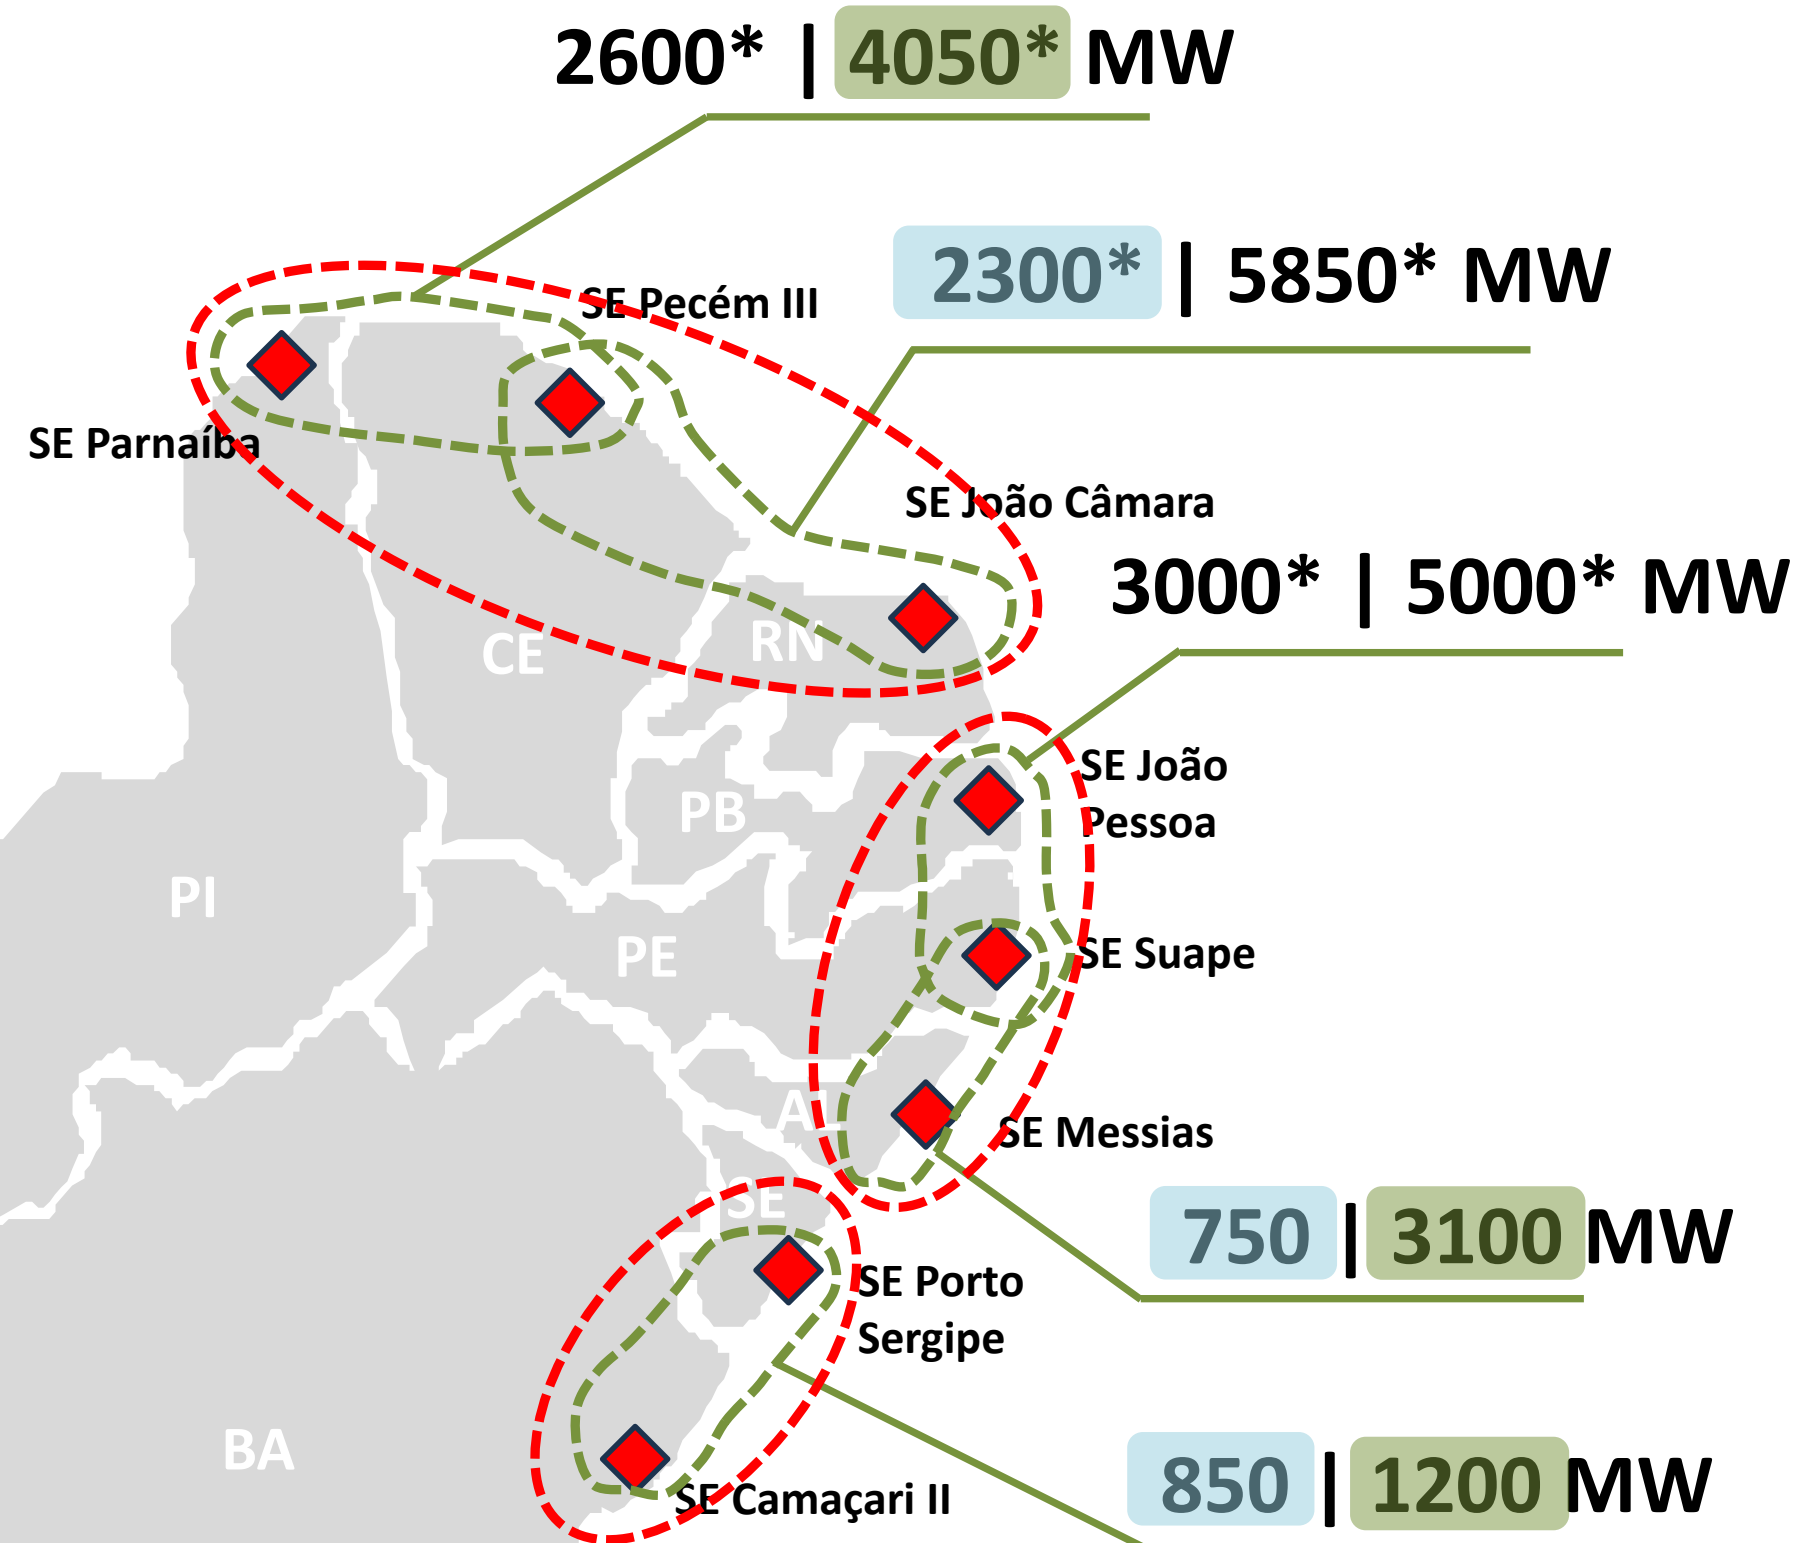 2600* | 4050* MW
2300* | 5850* MW
SE Pecém III
SE Parnaíba
SE João Câmara
3000* | 5000* MW
CE
RN
SE João
Pessoa
PB
PI
PE
SE Suape
AL
SE Messias
SE
750 | 3100 MW
SE Porto
Sergipe
BA
850 | 1200 MW
SE Camaçari II